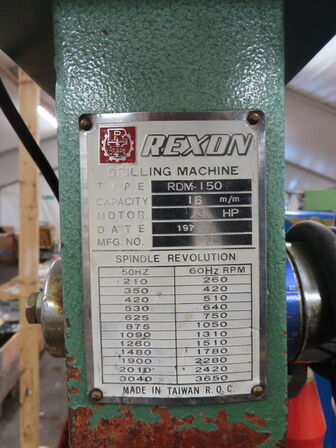 REXON
DRILLING MACHINE
TYPE RDM-150
CAPACITY 16 m/m
MOTOR HP
DATE 197
MFG. NO.
SPINDLE REVOLUTION
50HZ 60Hz RPM
210 260
350 420
420 510
530 640
625 750
875 1050
1090 1310
1260 1510
1480 1780
1900 2280
2010 2420
3040 3650
MADE IN TAIWAN R.O.C.